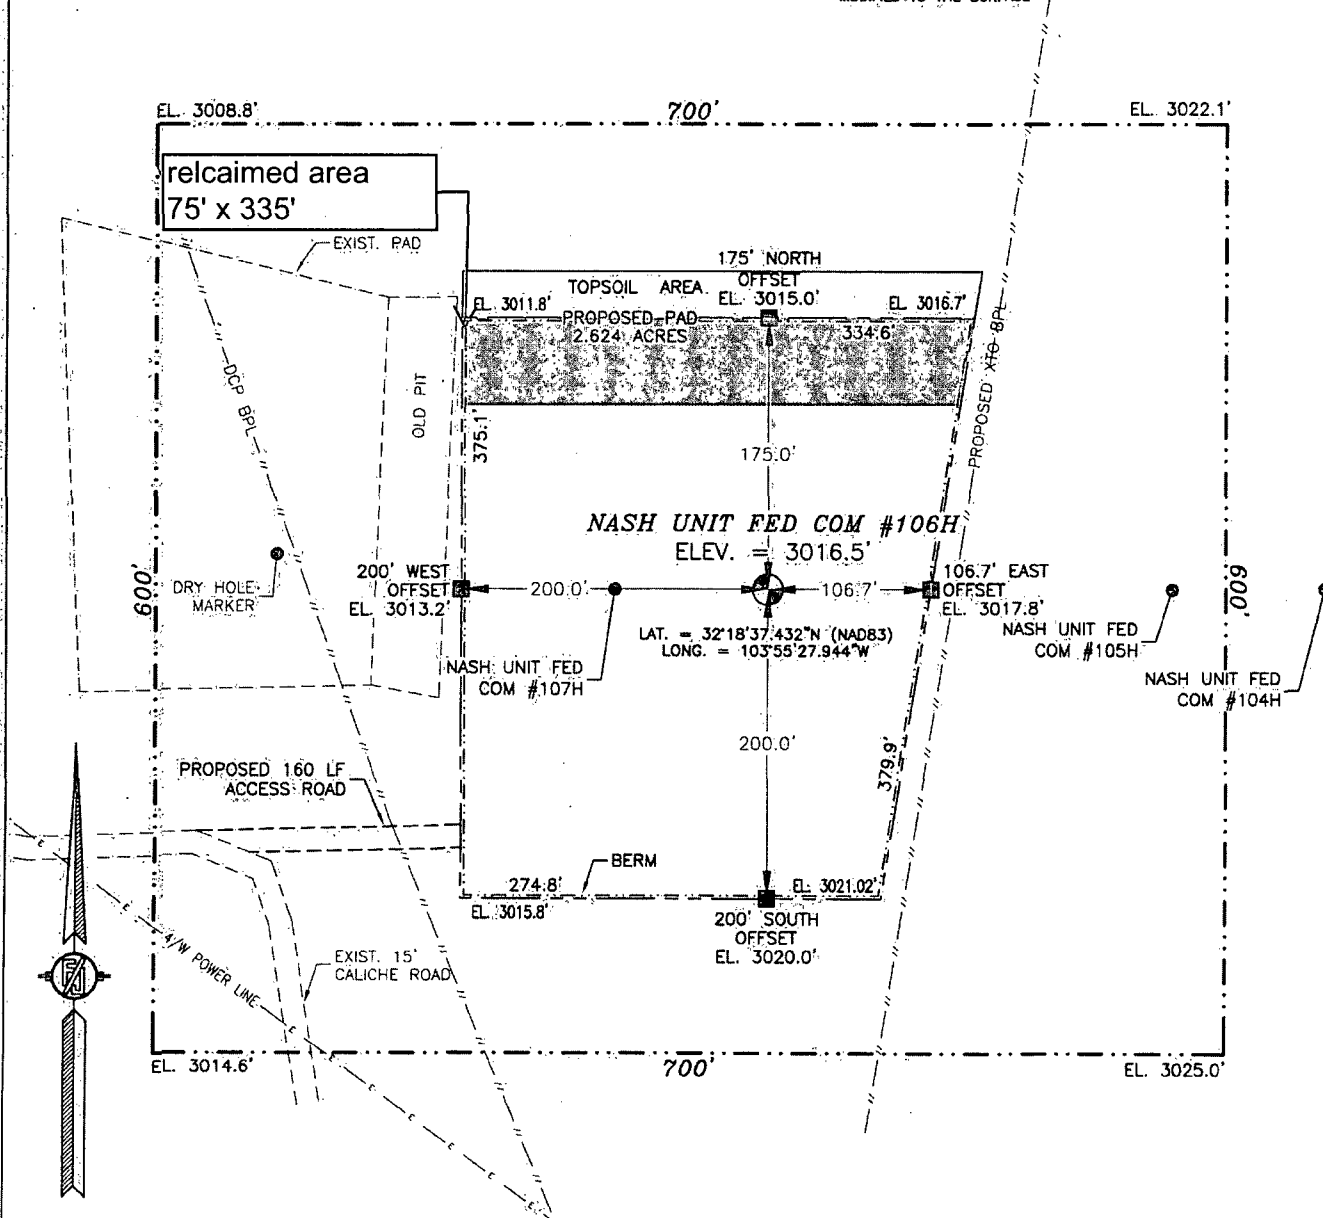 EL. 3008.8'
700'
EL. 3022.1'
relcaimed area
75' x 335'
EXIST. PAD
175' NORTH
OFFSET
EL. 3015.0'
TOPSOIL AREA
EL. 3011.8'
EL. 3016.7'
PROPOSED PAD
2.624 ACRES
334.6
DCP BPL
OLD PIT
375.1'
PROPOSED XTO BPL
175.0'
NASH UNIT FED COM #106H
ELEV. = 3016.5'
600'
DRY HOLE
MARKER
200' WEST
OFFSET
EL. 3013.2'
200.0'
106.7'
106.7' EAST
OFFSET
EL. 3017.8'
600'
LAT. = 32°18'37.432"N (NAD83)
LONG. = 103°55'27.944"W
NASH UNIT FED
COM #105H
NASH UNIT FED
COM #107H
NASH UNIT FED
COM #104H
200.0'
379.9'
PROPOSED 160 LF
ACCESS ROAD
BERM
274.8'
EL. 3021.02'
EL. 3015.8'
200' SOUTH
OFFSET
EL. 3020.0'
4/W POWER LINE
EXIST. 15'
CALICHE ROAD
EL. 3014.6'
700'
EL. 3025.0'